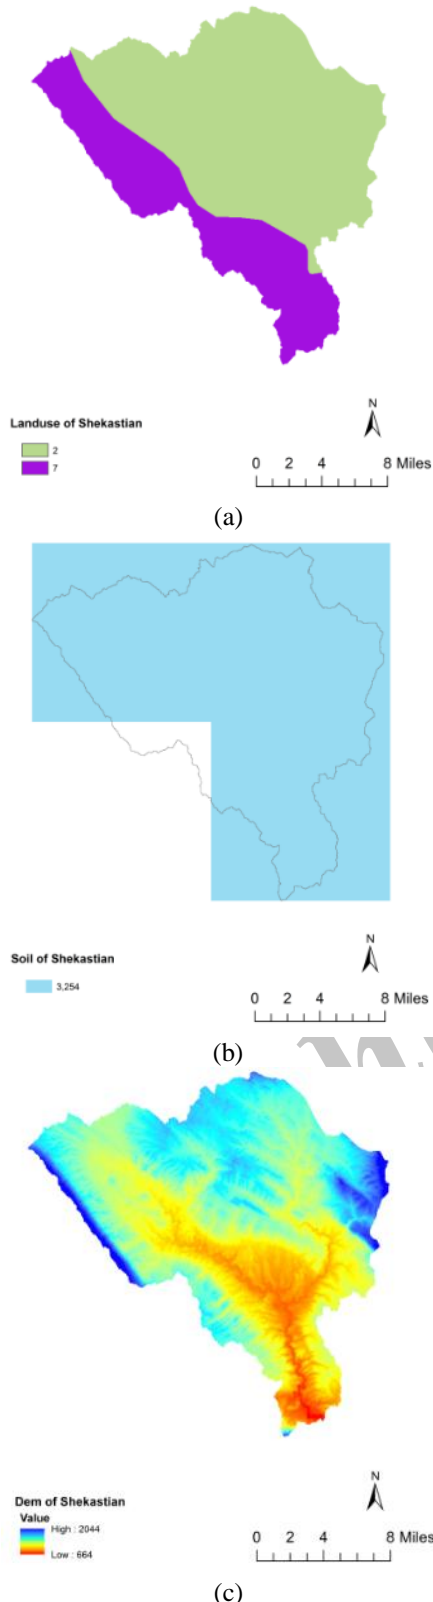 Landuse of Shekastian
2
7
N
0 2 4 8 Miles
(a)
Soil of Shekastian
3,254
N
0 2 4 8 Miles
(b)
Dem of Shekastian
Value
High : 2044
Low : 664
N
0 2 4 8 Miles
(c)